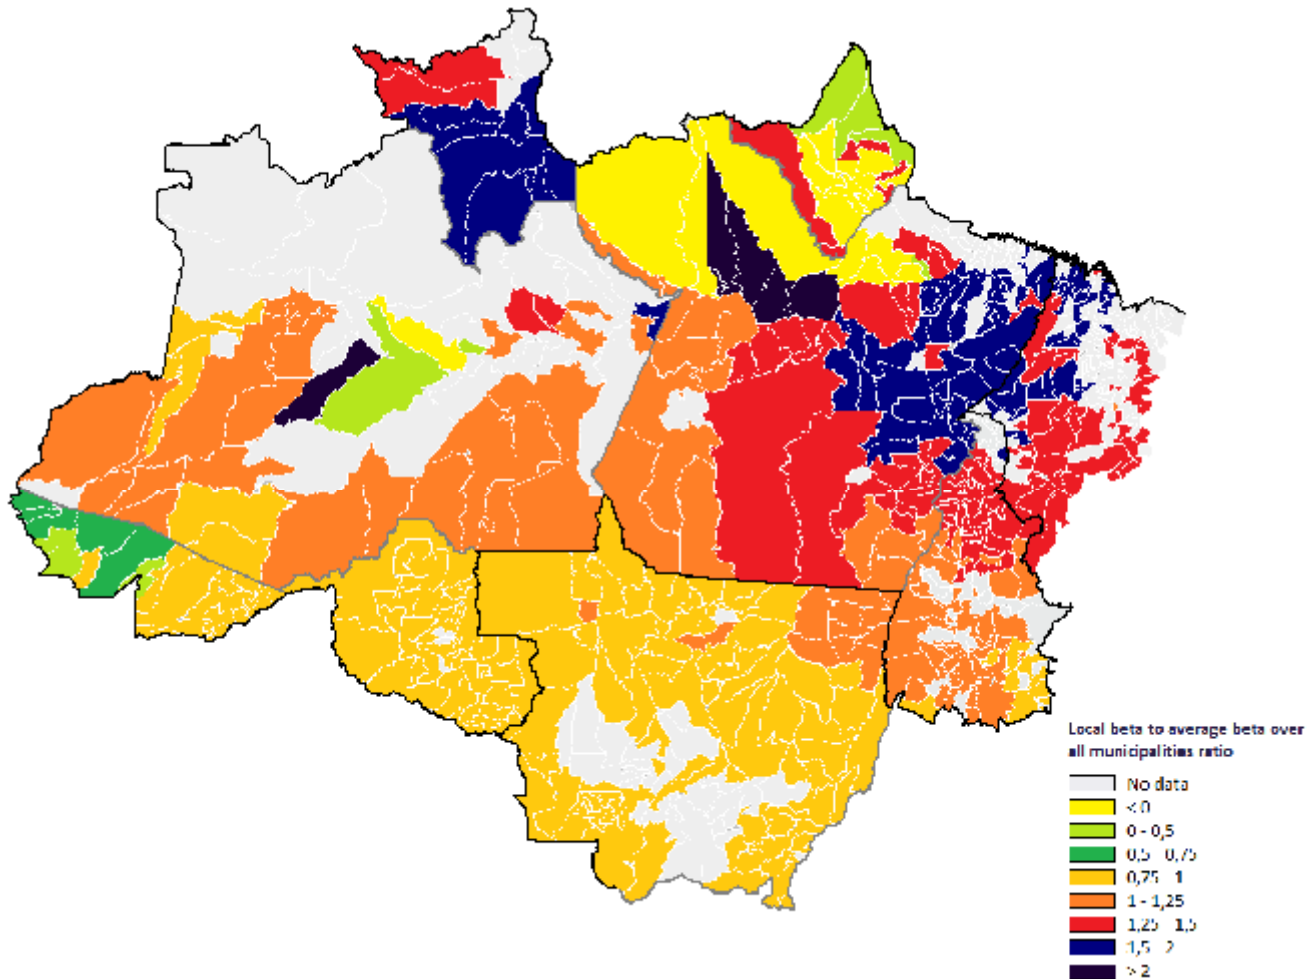 Local beta to average beta over
all municipalities ratio
No data
< 0
0 - 0,5
0,5 0,75
0,75 1
1 - 1,25
1,25 1,5
1,5 2
> 2